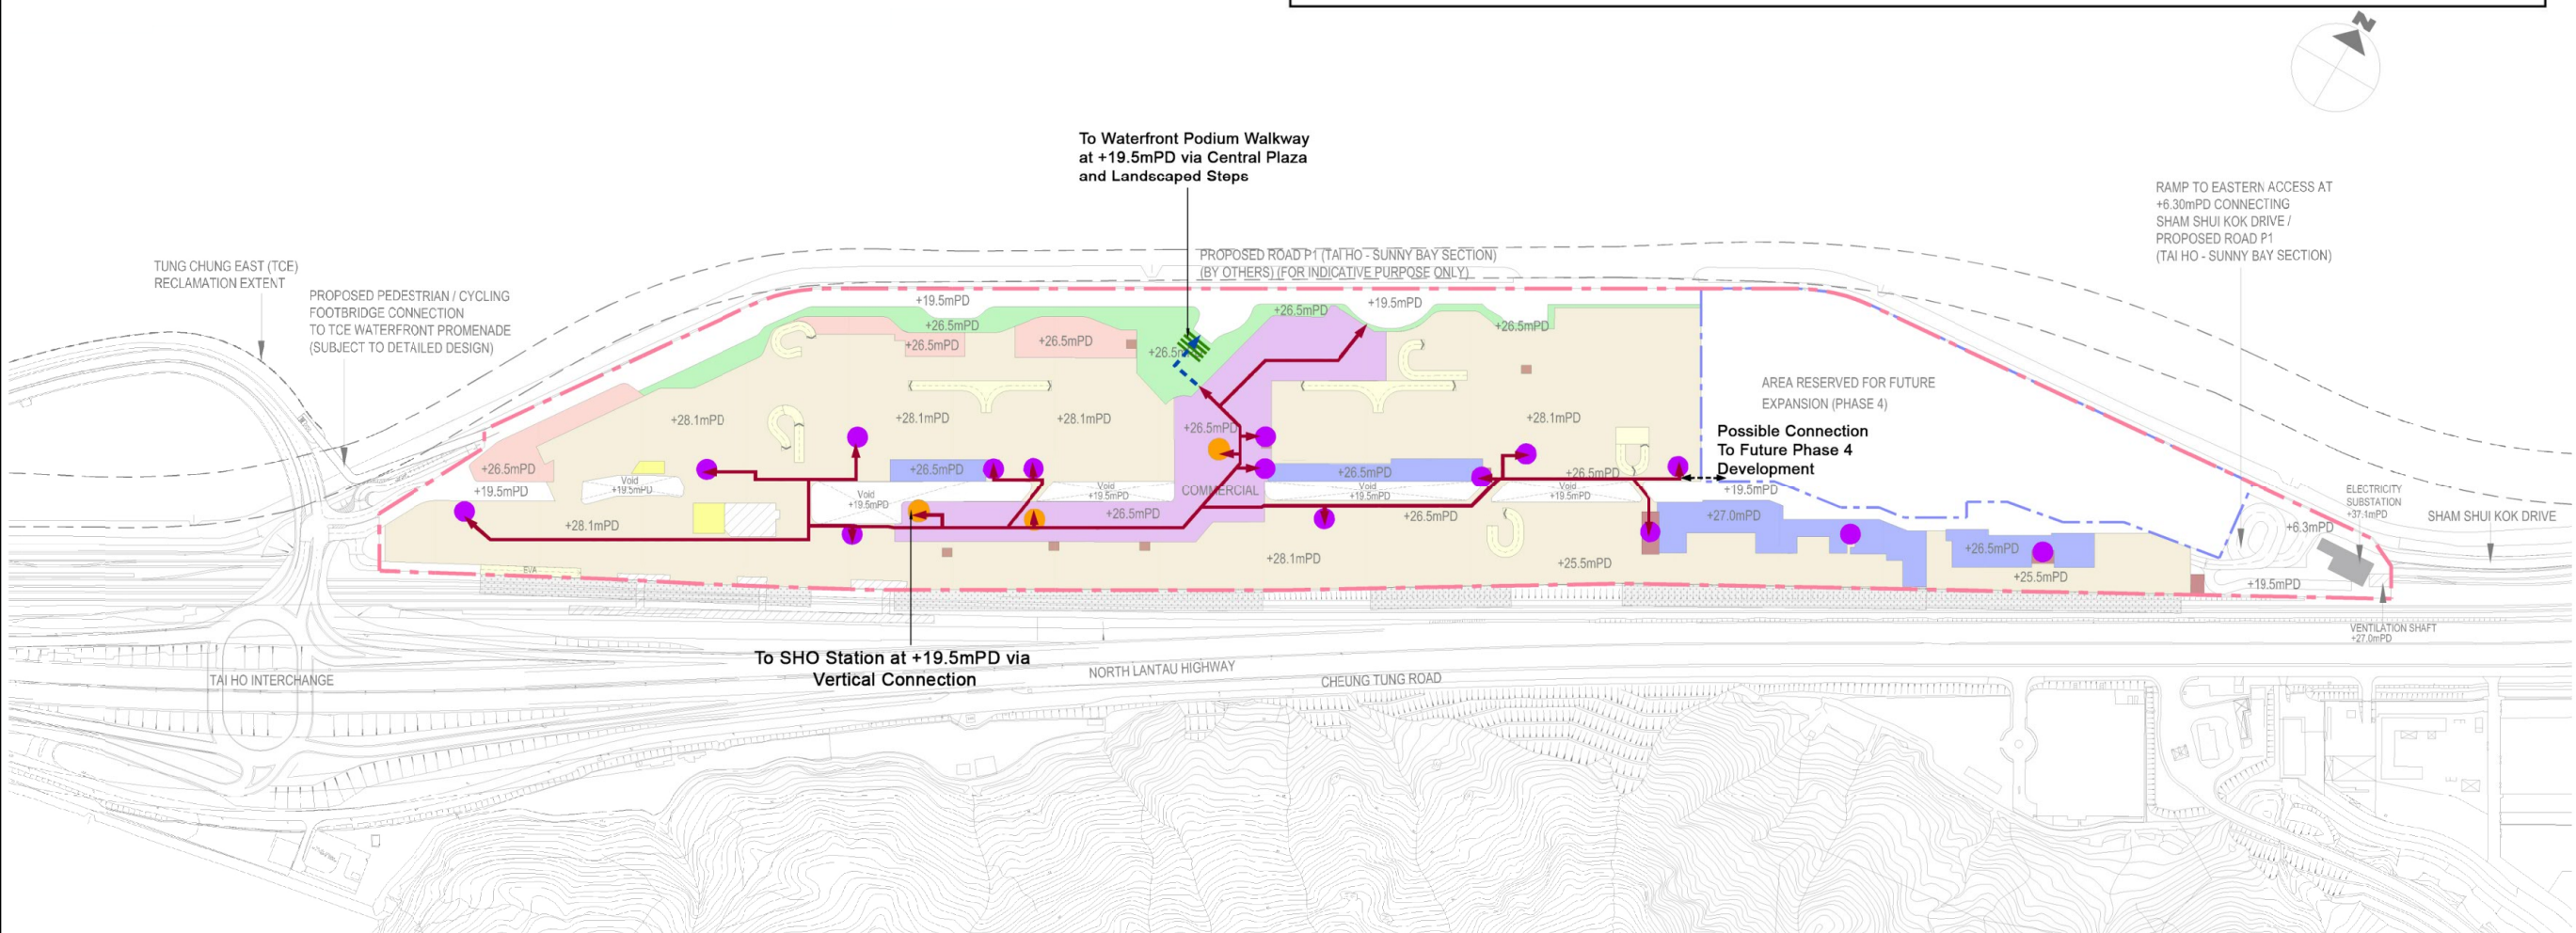 N
To Waterfront Podium Walkway
at +19.5mPD via Central Plaza
and Landscaped Steps
RAMP TO EASTERN ACCESS AT
+6.30mPD CONNECTING
SHAM SHUI KOK DRIVE /
PROPOSED ROAD P1
(TAI HO - SUNNY BAY SECTION)
PROPOSED ROAD P1 (TAI HO - SUNNY BAY SECTION)
(BY OTHERS) (FOR INDICATIVE PURPOSE ONLY)
TUNG CHUNG EAST (TCE)
RECLAMATION EXTENT
PROPOSED PEDESTRIAN / CYCLING
FOOTBRIDGE CONNECTION
TO TCE WATERFRONT PROMENADE
(SUBJECT TO DETAILED DESIGN)
+19.5mPD
+19.5mPD
+26.5mPD
+26.5mPD
+26.5mPD
+26.5mPD
+26.5mPD
+26.5m
AREA RESERVED FOR FUTURE
EXPANSION (PHASE 4)
+28.1mPD
+28.1mPD
+28.1mPD
+26.5mPD
+28.1mPD
Possible Connection
To Future Phase 4
Development
+26.5mPD
+26.5mPD
+26.5mPD
+26.5mPD
Void
+19.5mPD
+19.5mPD
Void
+19.5mPD
Void
+19.5mPD
COMMERCIAL
Void
+19.5mPD
Void
+19.5mPD
+19.5mPD
ELECTRICITY
SUBSTATION
+37.1mPD
+28.1mPD
+26.5mPD
+26.5mPD
+27.0mPD
+6.3mPD
SHAM SHUI KOK DRIVE
+26.5mPD
EVA
+28.1mPD
+25.5mPD
+25.5mPD
+19.5mPD
VENTILATION SHAFT
+27.0mPD
To SHO Station at +19.5mPD via
Vertical Connection
TAI HO INTERCHANGE
NORTH LANTAU HIGHWAY
CHEUNG TUNG ROAD